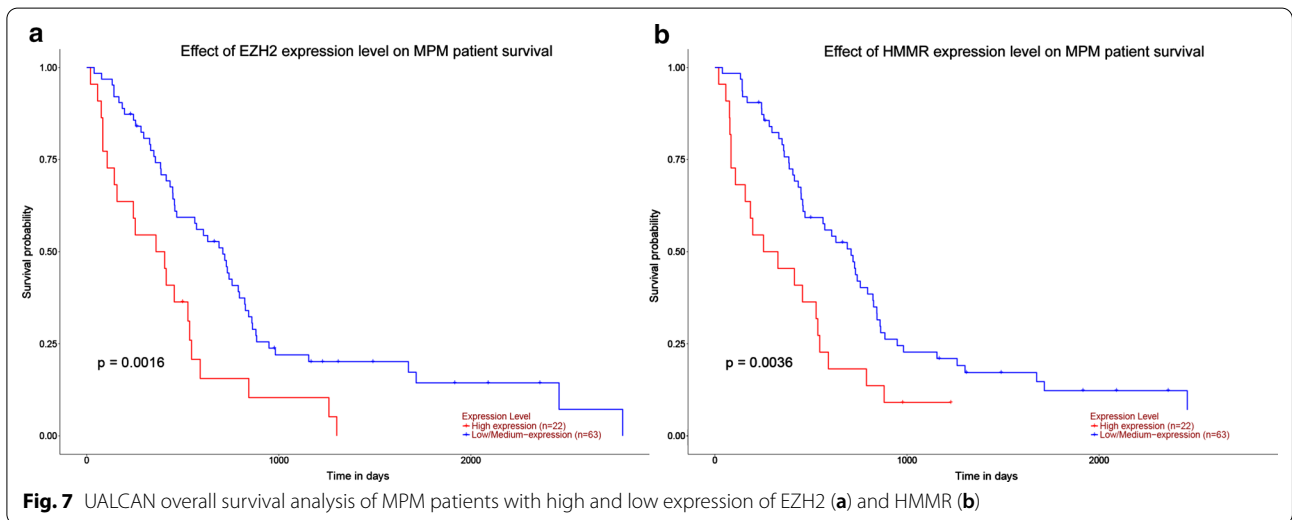 a
Effect of EZH2 expression level on MPM patient survival
1.00
0.75
0.50
0.25
0.00
Survival probability
p = 0.0016
Expression Level
High expression (n=22)
Low/Medium-expression (n=63)
0
1000
2000
Time in days
b
Effect of HMMR expression level on MPM patient survival
1.00
0.75
0.50
0.25
0.00
Survival probability
p = 0.0036
Expression Level
High expression (n=22)
Low/Medium-expression (n=63)
0
1000
2000
Time in days
Fig. 7 UALCAN overall survival analysis of MPM patients with high and low expression of EZH2 (a) and HMMR (b)